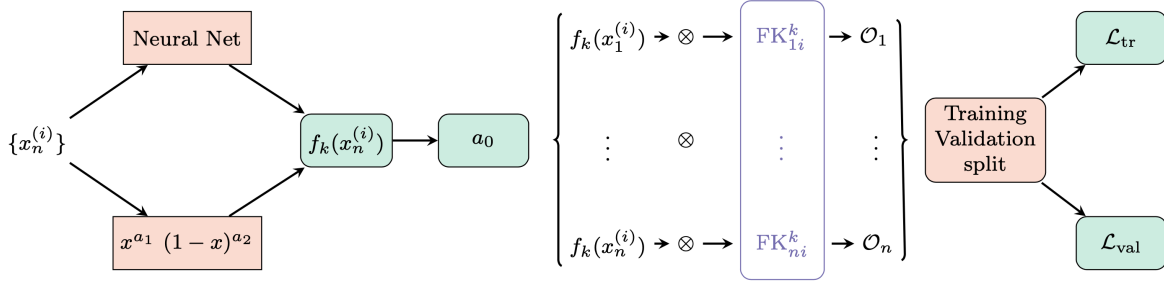 Neural Net
{x_n^{(i)}}
x^{a_1} (1 − x)^{a_2}
f_k(x_n^{(i)})
a_0
f_k(x_1^{(i)}) ⊗ FK_{1i}^k O_1
⋮ ⊗ ⋮ ⋮
f_k(x_n^{(i)}) ⊗ FK_{ni}^k O_n
Training
Validation
split
L_tr
L_val